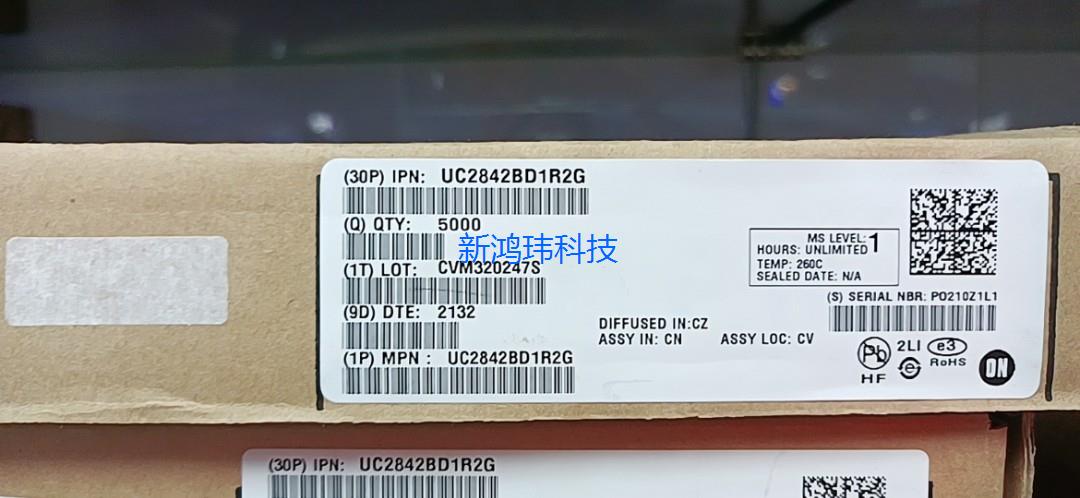 (30P) IPN: UC2842BD1R2G
(Q) QTY: 5000
新鸿玮科技
(1T) LOT: CVM320247S
(9D) DTE: 2132
(1P) MPN : UC2842BD1R2G
MS LEVEL: 1
HOURS: UNLIMITED
TEMP: 260C
SEALED DATE: N/A
(S) SERIAL NBR: P0210Z1L1
DIFFUSED IN:CZ
ASSY IN: CN ASSY LOC: CV
Pb 2LI e3
HF e RoHS
ON
(30P) IPN: UC2842BD1R2G